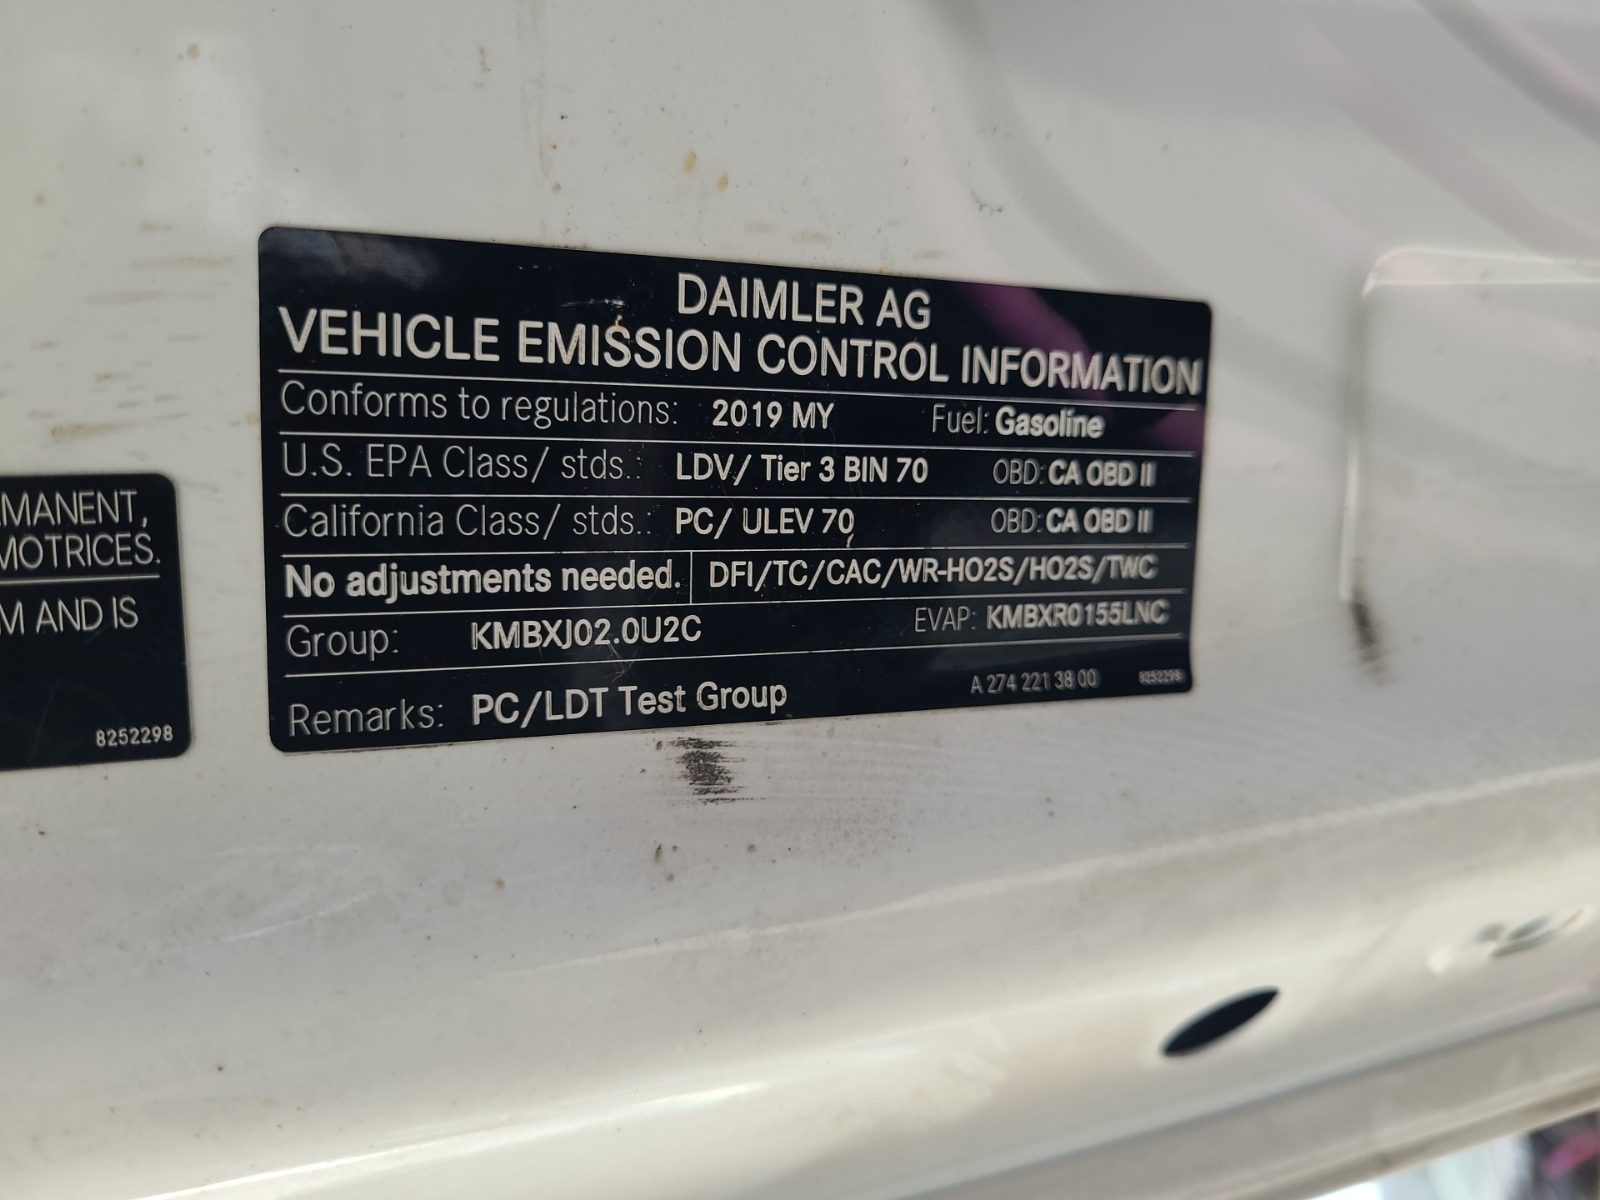 DAIMLER AG
VEHICLE EMISSION CONTROL INFORMATION
Conforms to regulations: 2019 MY Fuel: Gasoline
U.S. EPA Class/ stds.: LDV/ Tier 3 BIN 70 OBD: CA OBD II
California Class/ stds.: PC/ ULEV 70 OBD: CA OBD II
No adjustments needed. DFI/TC/CAC/WR-HO2S/HO2S/TWC
Group: KMBXJ02.0U2C EVAP: KMBXR0155LNC
Remarks: PC/LDT Test Group A 274 221 38 00 8252298
MANENT,
MOTRICES.
M AND IS
8252298